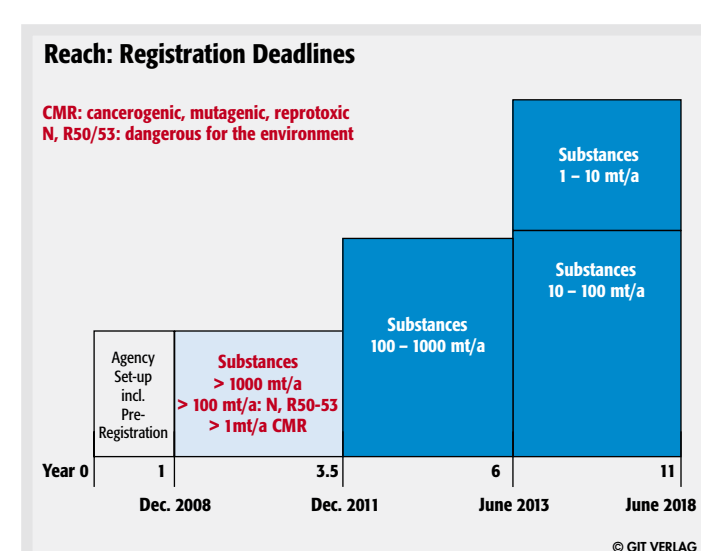 Reach: Registration Deadlines
CMR: cancerogenic, mutagenic, reprotoxic
N, R50/53: dangerous for the environment
Substances
1 – 10 mt/a
Substances
10 – 100 mt/a
Substances
100 – 1000 mt/a
Agency
Set-up
incl.
Pre-
Registration
Substances
> 1000 mt/a
> 100 mt/a: N, R50-53
> 1mt/a CMR
Year 0 1 3.5 6 11
Dec. 2008 Dec. 2011 June 2013 June 2018
© GIT VERLAG